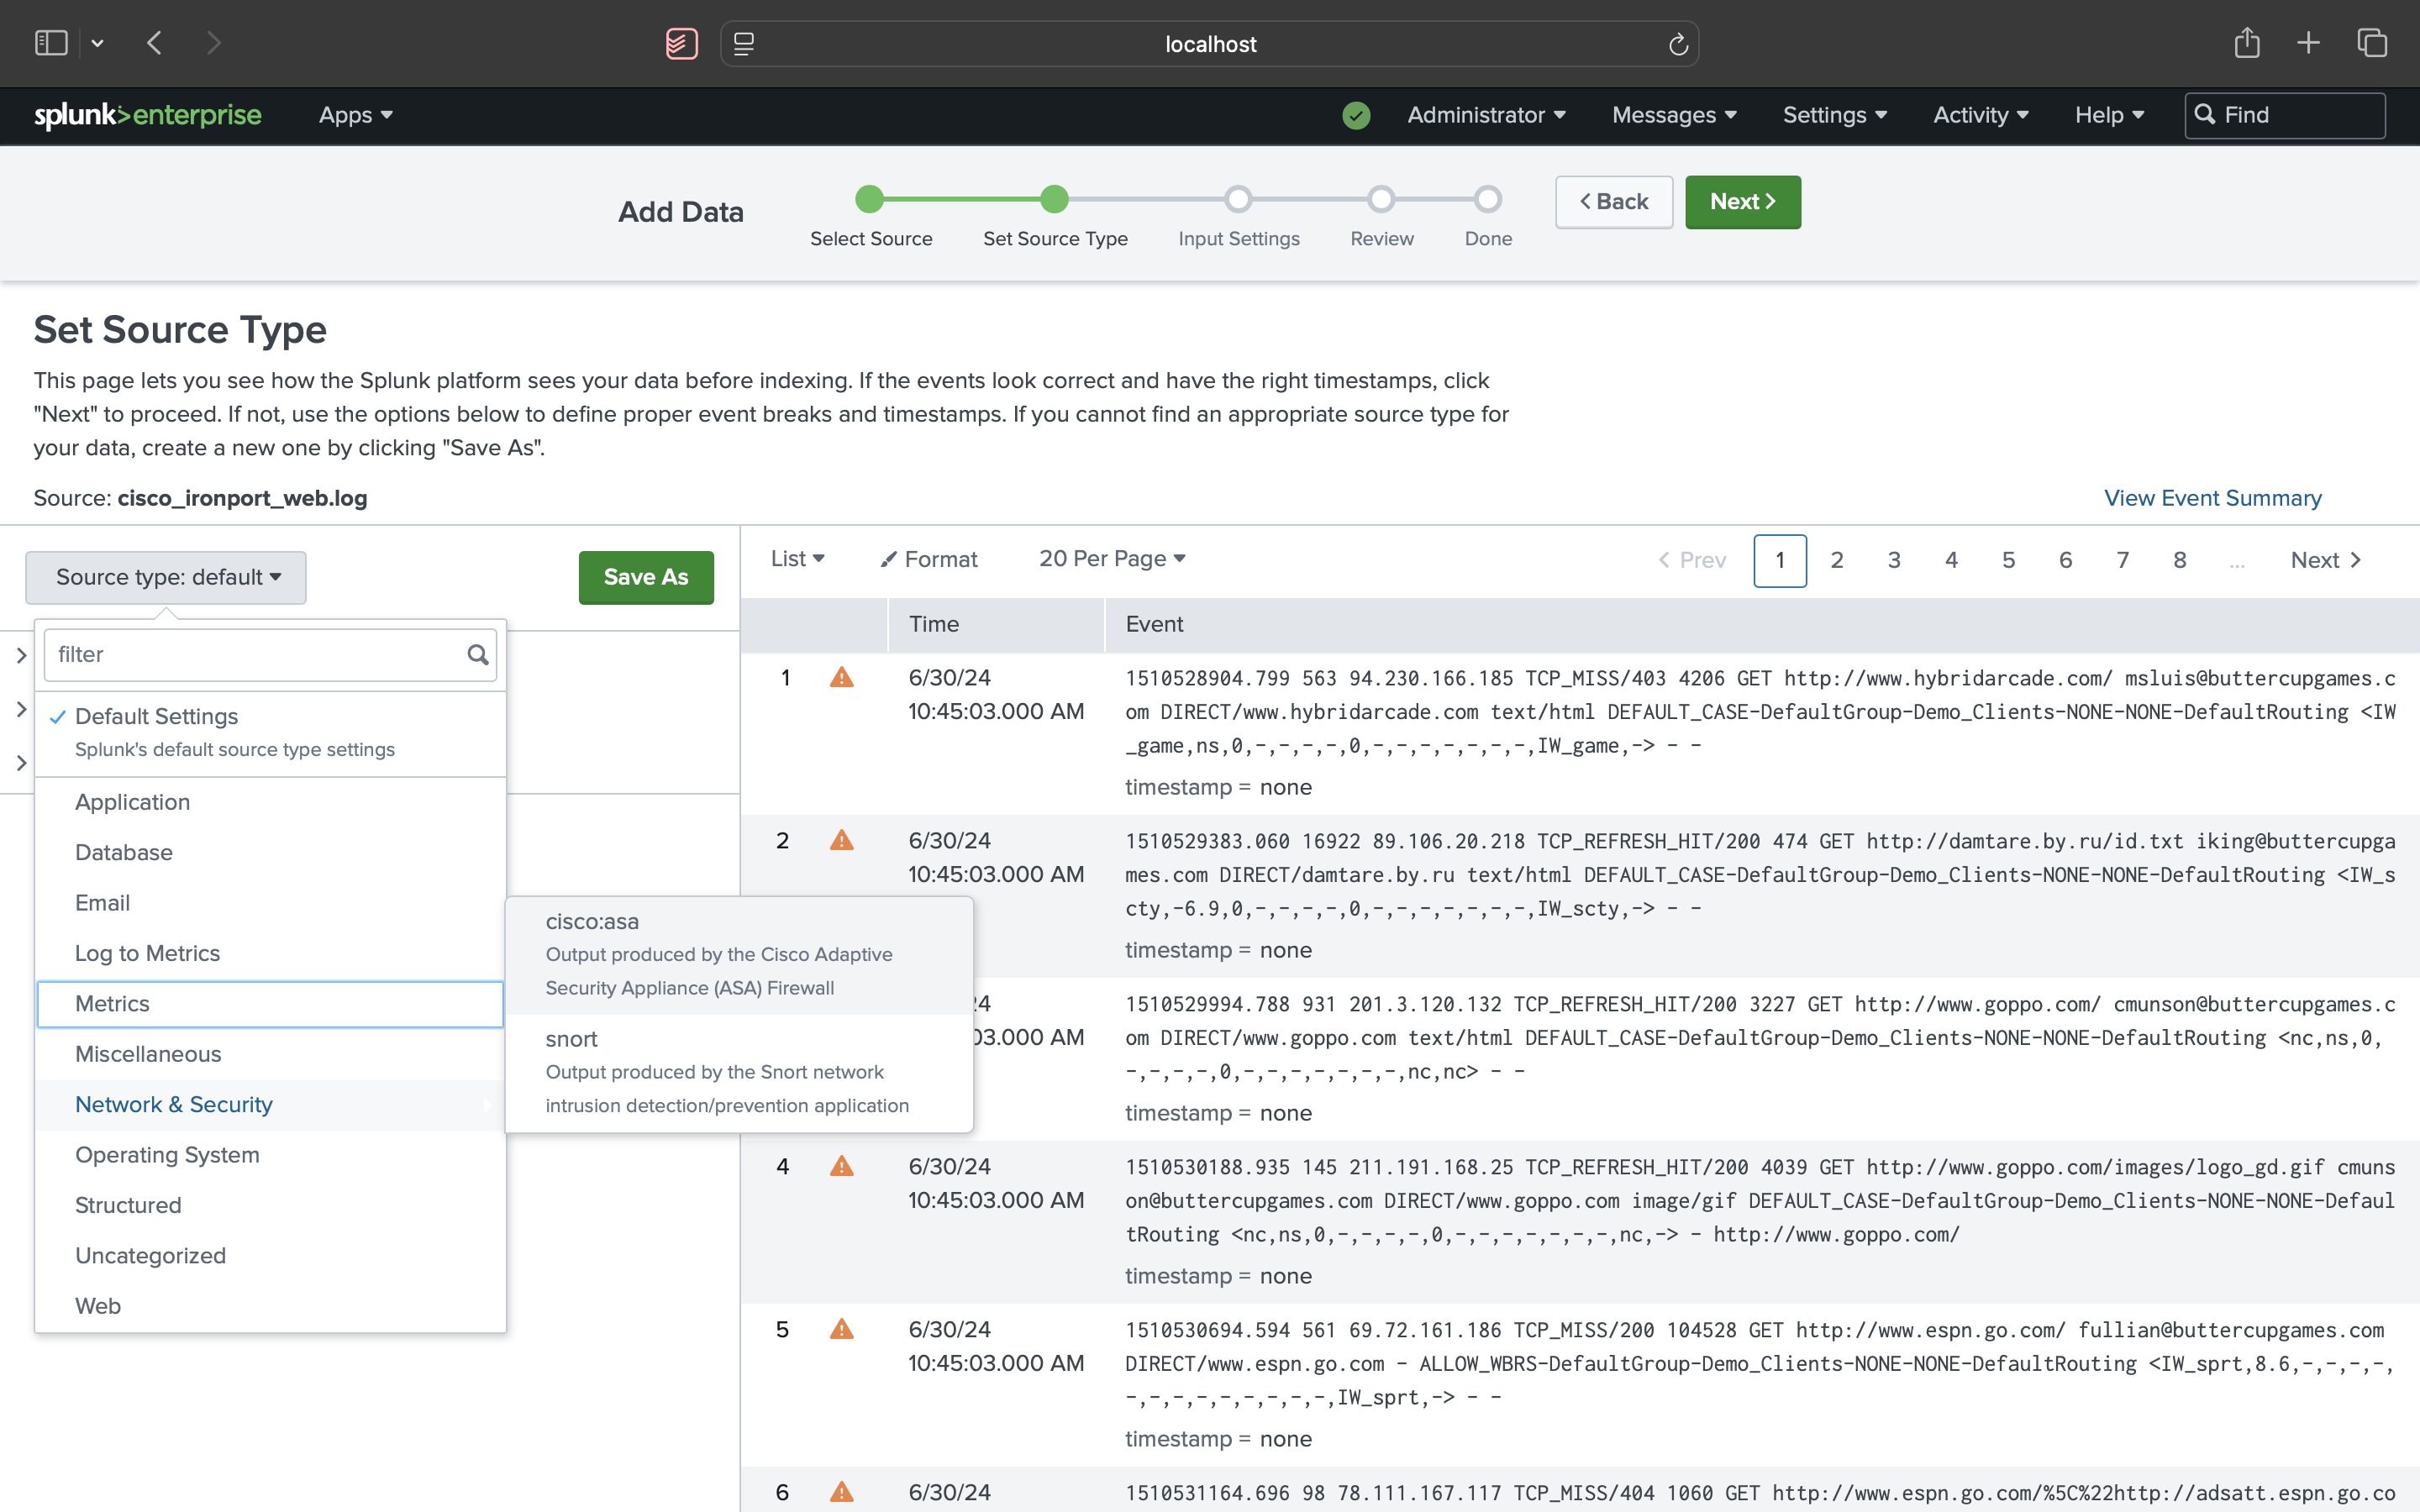 localhost
splunk>enterprise Apps Administrator Messages Settings Activity Help Find
Add Data
Select Source Set Source Type Input Settings Review Done
Back Next
Set Source Type
This page lets you see how the Splunk platform sees your data before indexing. If the events look correct and have the right timestamps, click
"Next" to proceed. If not, use the options below to define proper event breaks and timestamps. If you cannot find an appropriate source type for
your data, create a new one by clicking "Save As".
Source: cisco_ironport_web.log
View Event Summary
Source type: default
Save As
filter
Default Settings
Splunk's default source type settings
Application
Database
Email
Log to Metrics
Metrics
Miscellaneous
Network & Security
Operating System
Structured
Uncategorized
Web
cisco:asa
Output produced by the Cisco Adaptive
Security Appliance (ASA) Firewall
snort
Output produced by the Snort network
intrusion detection/prevention application
List Format 20 Per Page Prev 1 2 3 4 5 6 7 8 ... Next
Time Event
1 6/30/24
10:45:03.000 AM
1510528904.799 563 94.230.166.185 TCP_MISS/403 4206 GET http://www.hybridarcade.com/ msluis@buttercupgames.c
om DIRECT/www.hybridarcade.com text/html DEFAULT_CASE-DefaultGroup-Demo_Clients-NONE-NONE-DefaultRouting <IW
_game,ns,0,-,-,-,-,0,-,-,-,-,-,-,-,IW_game,-> - -
timestamp = none
2 6/30/24
10:45:03.000 AM
1510529383.060 16922 89.106.20.218 TCP_REFRESH_HIT/200 474 GET http://damtare.by.ru/id.txt iking@buttercupga
mes.com DIRECT/damtare.by.ru text/html DEFAULT_CASE-DefaultGroup-Demo_Clients-NONE-NONE-DefaultRouting <IW_s
cty,-6.9,0,-,-,-,-,0,-,-,-,-,-,-,-,IW_scty,-> - -
timestamp = none
24
03.000 AM
1510529994.788 931 201.3.120.132 TCP_REFRESH_HIT/200 3227 GET http://www.goppo.com/ cmunson@buttercupgames.c
om DIRECT/www.goppo.com text/html DEFAULT_CASE-DefaultGroup-Demo_Clients-NONE-NONE-DefaultRouting <nc,ns,0,
-,-,-,-,0,-,-,-,-,-,-,-,nc,nc> - -
timestamp = none
4 6/30/24
10:45:03.000 AM
1510530188.935 145 211.191.168.25 TCP_REFRESH_HIT/200 4039 GET http://www.goppo.com/images/logo_gd.gif cmuns
on@buttercupgames.com DIRECT/www.goppo.com image/gif DEFAULT_CASE-DefaultGroup-Demo_Clients-NONE-NONE-Defaul
tRouting <nc,ns,0,-,-,-,-,0,-,-,-,-,-,-,-,nc,-> - http://www.goppo.com/
timestamp = none
5 6/30/24
10:45:03.000 AM
1510530694.594 561 69.72.161.186 TCP_MISS/200 104528 GET http://www.espn.go.com/ fullian@buttercupgames.com
DIRECT/www.espn.go.com - ALLOW_WBRS-DefaultGroup-Demo_Clients-NONE-NONE-DefaultRouting <IW_sprt,8.6,-,-,-,-,
-,-,-,-,-,-,-,-,-,IW_sprt,-> - -
timestamp = none
6 6/30/24
1510531164.696 98 78.111.167.117 TCP_MISS/404 1060 GET http://www.espn.go.com/%5C%22http://adsatt.espn.go.co